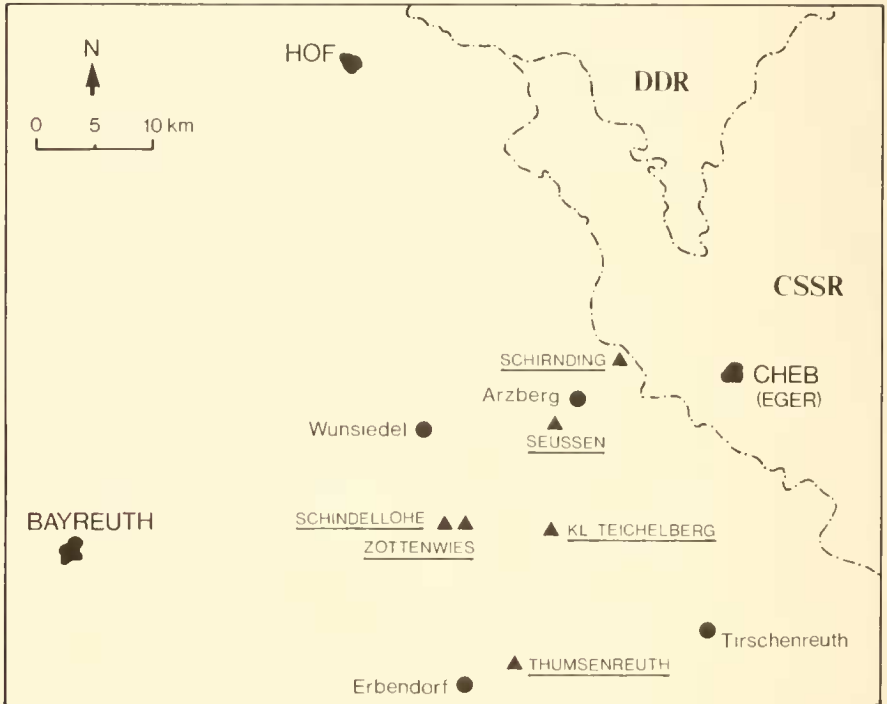 N
HOF
DDR
0 5 10 km
CSSR
SCHIRNDING
CHEB
(EGER)
Arzberg
Wunsiedel
SEUSSEN
BAYREUTH
SCHINDELLOHE
KL TEICHELBERG
ZOTTENWIES
Tirschenreuth
THUMSENREUTH
Erbendorf